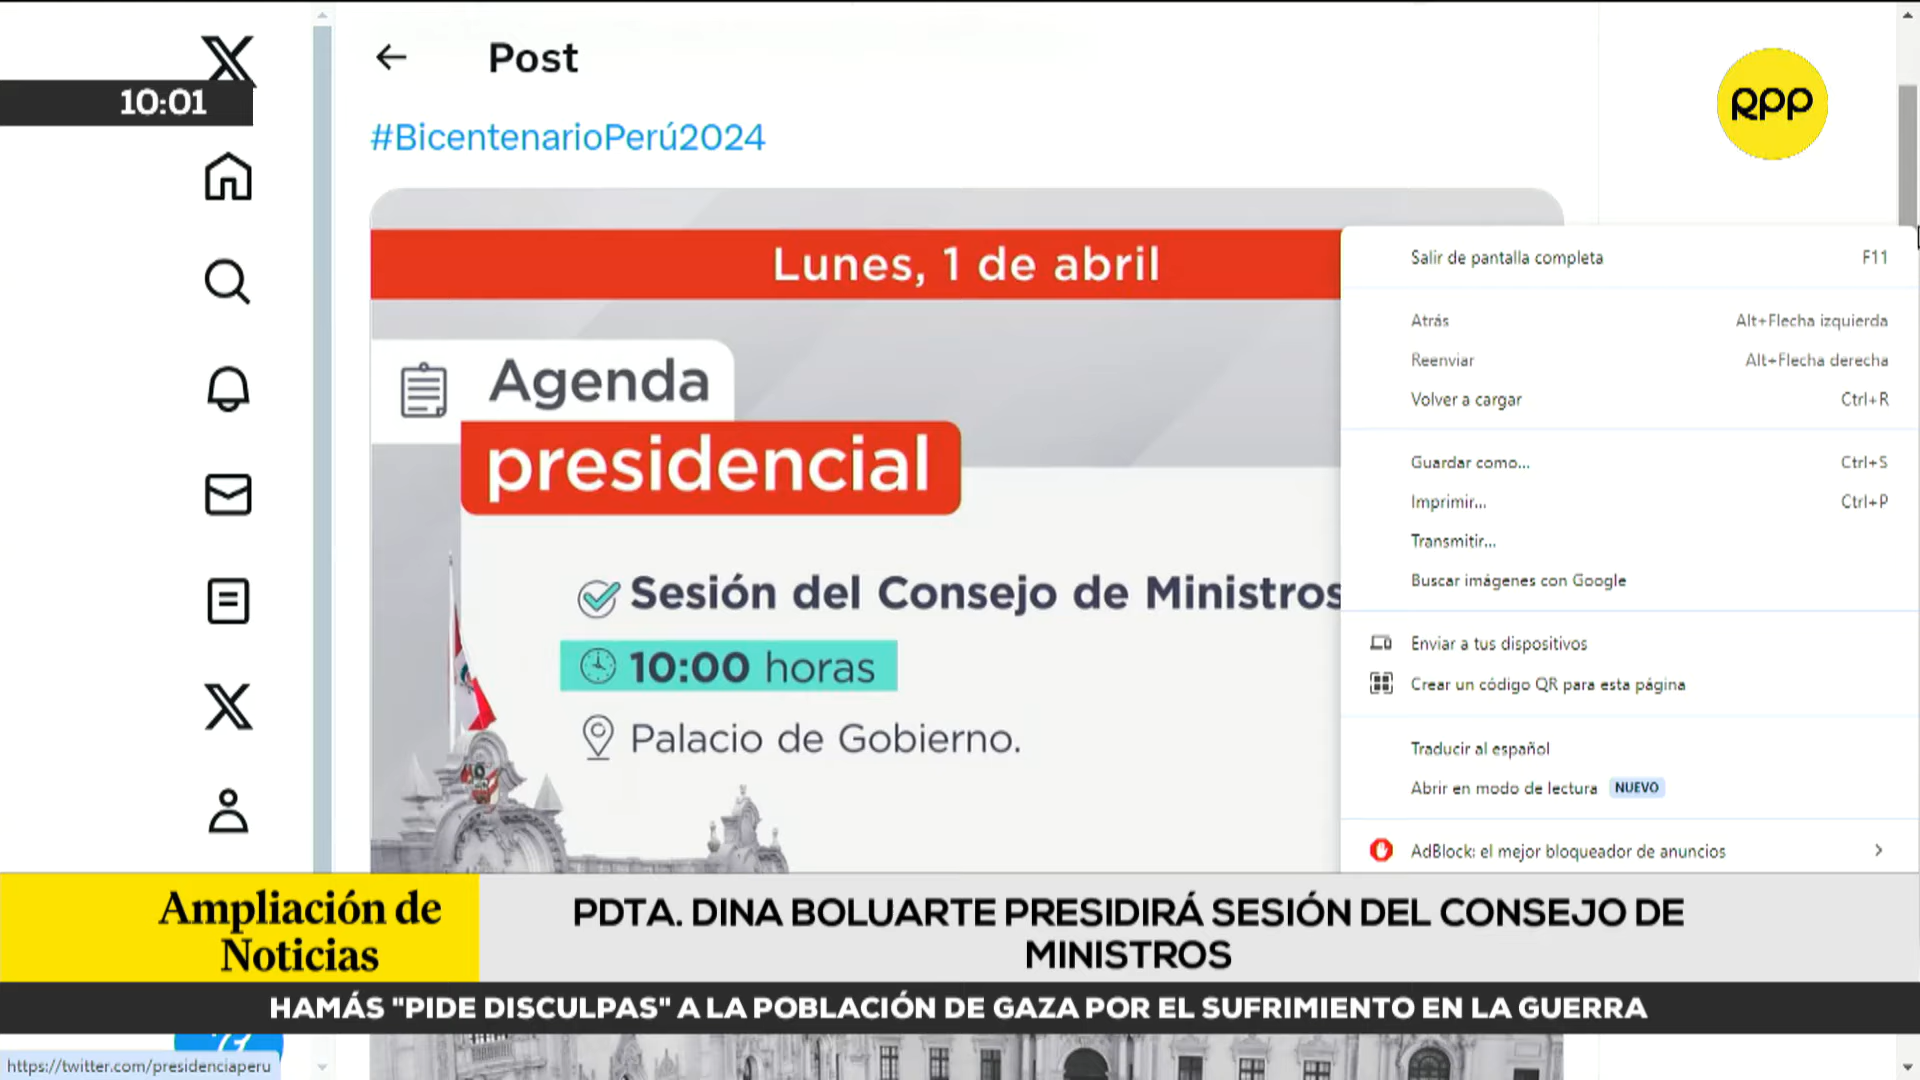 Post
10:01
rpp
#BicentenarioPerú2024
Lunes, 1 de abril
Agenda
presidencial
Sesión del Consejo de Ministros
10:00 horas
Palacio de Gobierno.
Salir de pantalla completa F11
Atrás Alt+Flecha izquierda
Reenviar Alt+Flecha derecha
Volver a cargar Ctrl+R
Guardar como... Ctrl+S
Imprimir... Ctrl+P
Transmitir...
Buscar imágenes con Google
Enviar a tus dispositivos
Crear un código QR para esta página
Traducir al español
Abrir en modo de lectura NUEVO
AdBlock: el mejor bloqueador de anuncios
Ampliación de
Noticias
PDTA. DINA BOLUARTE PRESIDIRÁ SESIÓN DEL CONSEJO DE
MINISTROS
HAMÁS "PIDE DISCULPAS" A LA POBLACIÓN DE GAZA POR EL SUFRIMIENTO EN LA GUERRA
https://twitter.com/presidenciaperu